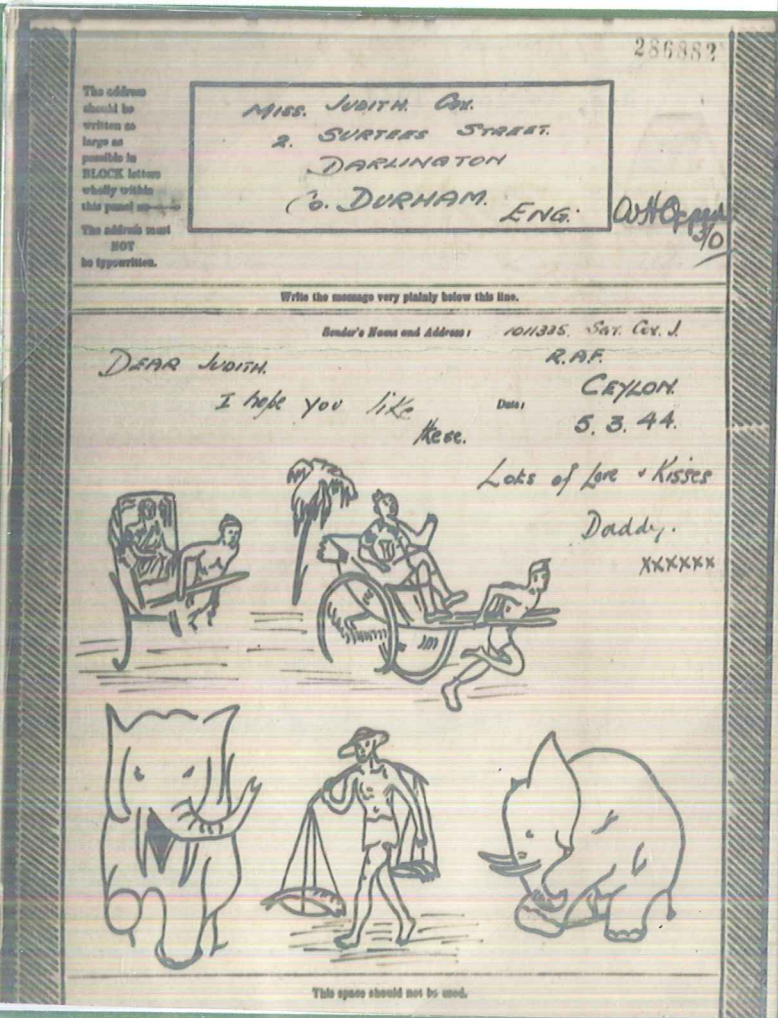 286882
The address
should be
written as
large as
possible in
BLOCK letters
wholly within
this panel
The address must
NOT
be typewritten.
MISS. JUDITH. COX.
2. SURTEES STREET.
DARLINGTON
Co. DURHAM.
ENG.
Write the message very plainly below this line.
Sender's Name and Address: 1011335. SGT. COX. J.
R.A.F.
CEYLON.
Date: 5. 3. 44.
DEAR JUDITH.
I hope you like
these.
Lots of Love + Kisses
Daddy.
xxxxxx
This space should not be used.